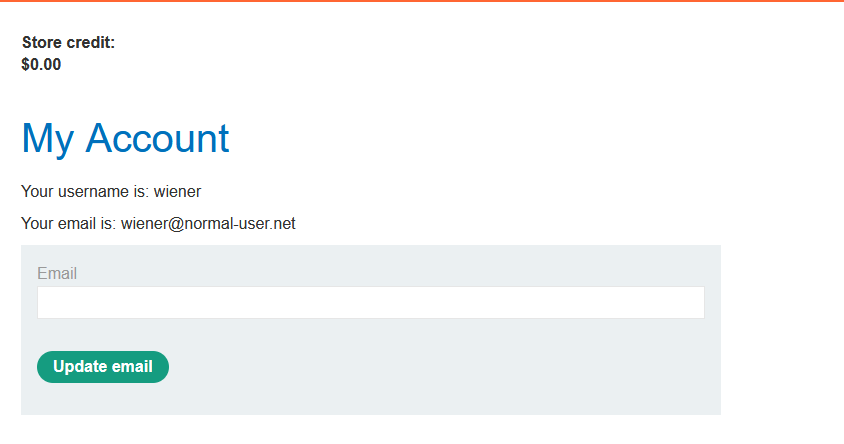 Store credit:
$0.00
My Account
Your username is: wiener
Your email is: wiener@normal-user.net
Email
Update email